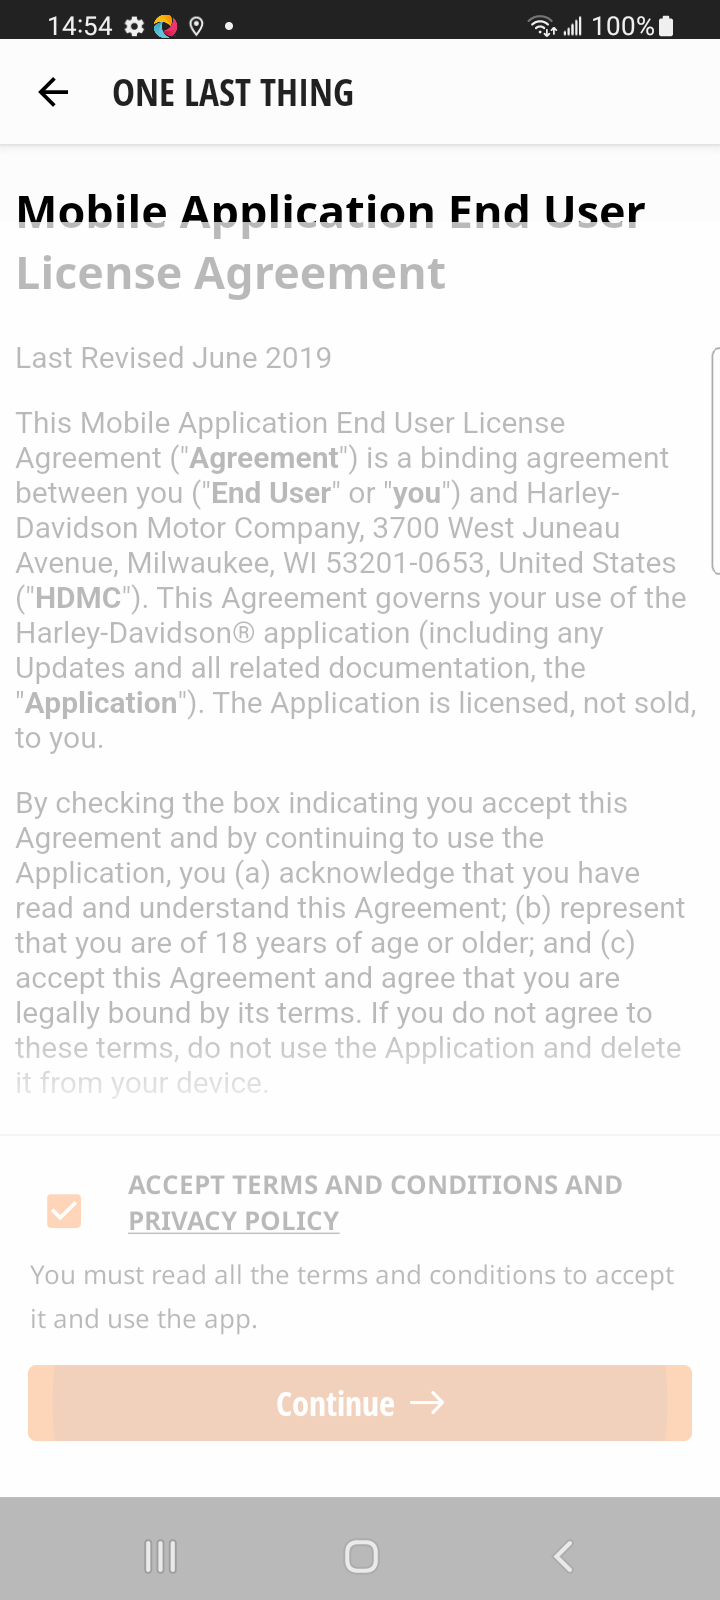 14:54
100%
ONE LAST THING
Mobile Application End User
License Agreement
Last Revised June 2019
This Mobile Application End User License
Agreement ("Agreement") is a binding agreement
between you ("End User" or "you") and Harley-
Davidson Motor Company, 3700 West Juneau
Avenue, Milwaukee, WI 53201-0653, United States
("HDMC"). This Agreement governs your use of the
Harley-Davidson® application (including any
Updates and all related documentation, the
"Application"). The Application is licensed, not sold,
to you.
By checking the box indicating you accept this
Agreement and by continuing to use the
Application, you (a) acknowledge that you have
read and understand this Agreement; (b) represent
that you are of 18 years of age or older; and (c)
accept this Agreement and agree that you are
legally bound by its terms. If you do not agree to
these terms, do not use the Application and delete
it from your device.
ACCEPT TERMS AND CONDITIONS AND
PRIVACY POLICY
You must read all the terms and conditions to accept
it and use the app.
Continue